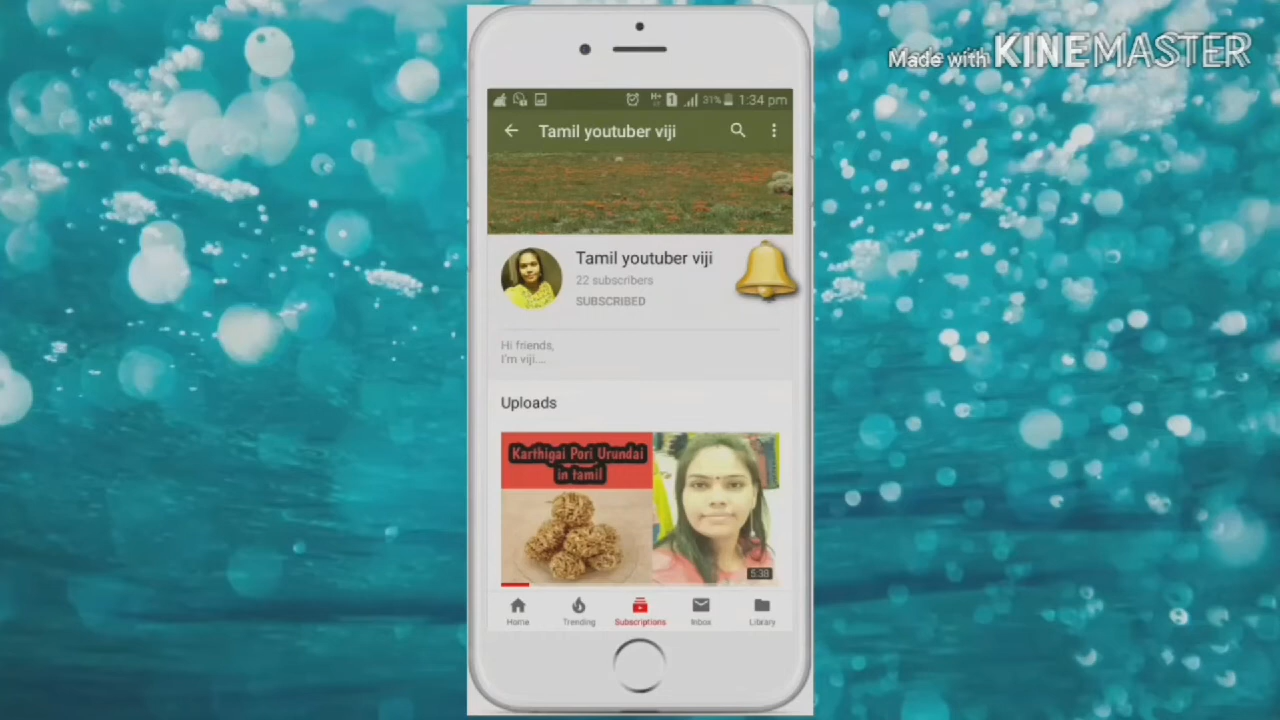 Made with KINEMASTER
31% 1:34 pm
Tamil youtuber viji
Tamil youtuber viji
22 subscribers
SUBSCRIBED
Hi friends,
I'm viji....
Uploads
Karthigai Pori Urundai
in tamil
5:38
Home Trending Subscriptions Inbox Library